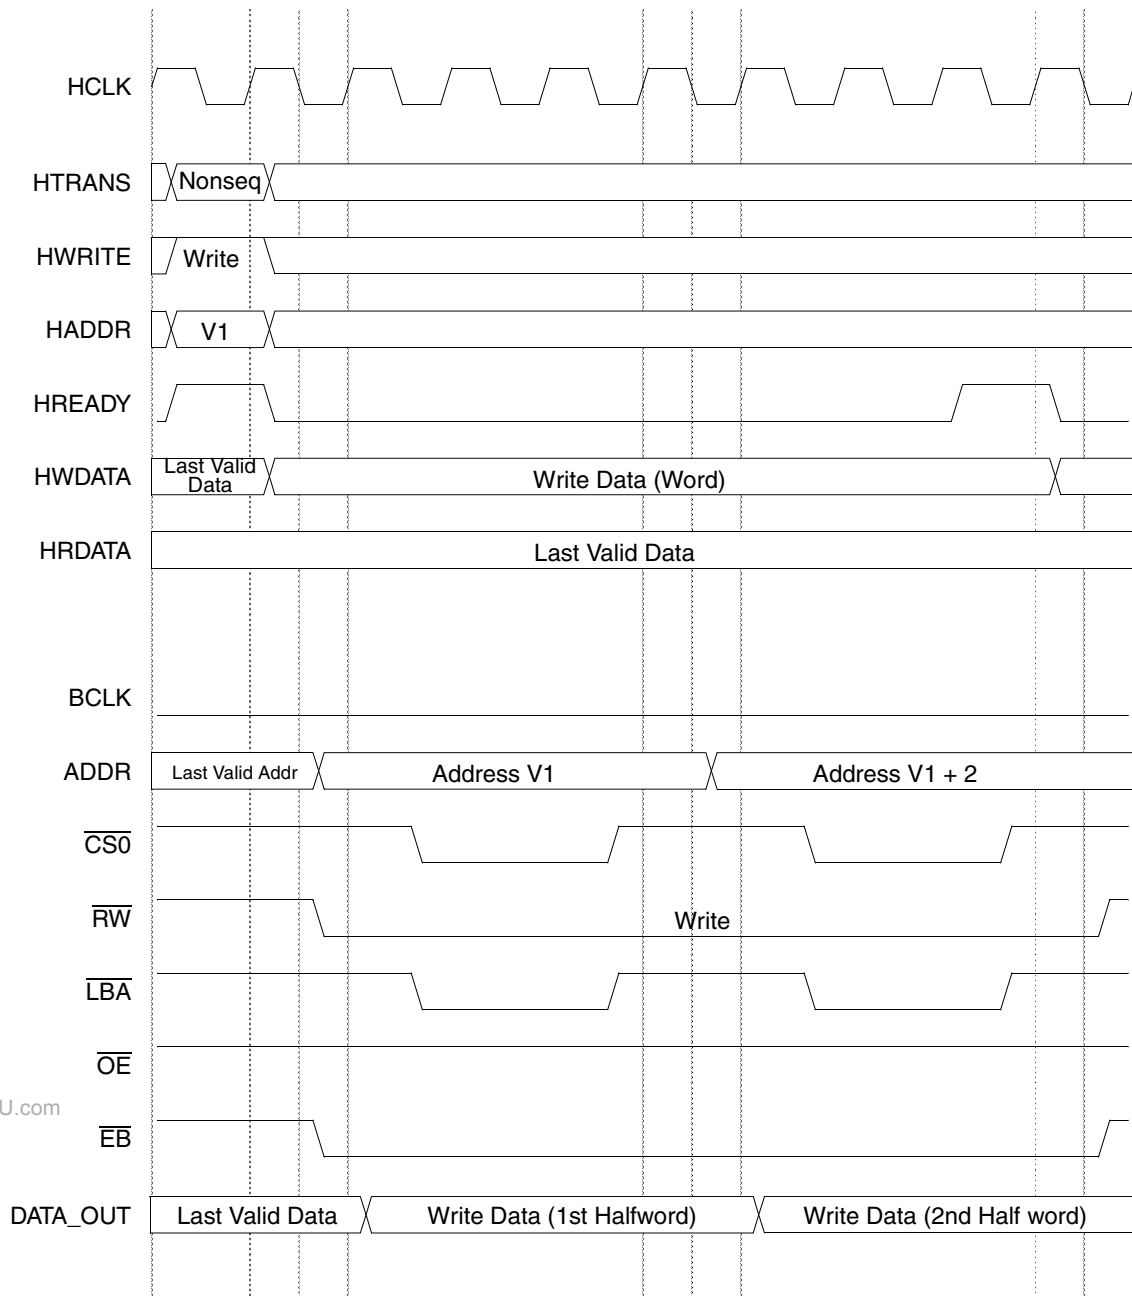 HCLK
HTRANS Nonseq
HWRITE Write
HADDR V1
HREADY
HWDATA Last Valid Data Write Data (Word)
HRDATA Last Valid Data
BCLK
ADDR Last Valid Addr Address V1 Address V1 + 2
CS0
RW Write
LBA
OE
U.com
EB
DATA_OUT Last Valid Data Write Data (1st Halfword) Write Data (2nd Half word)